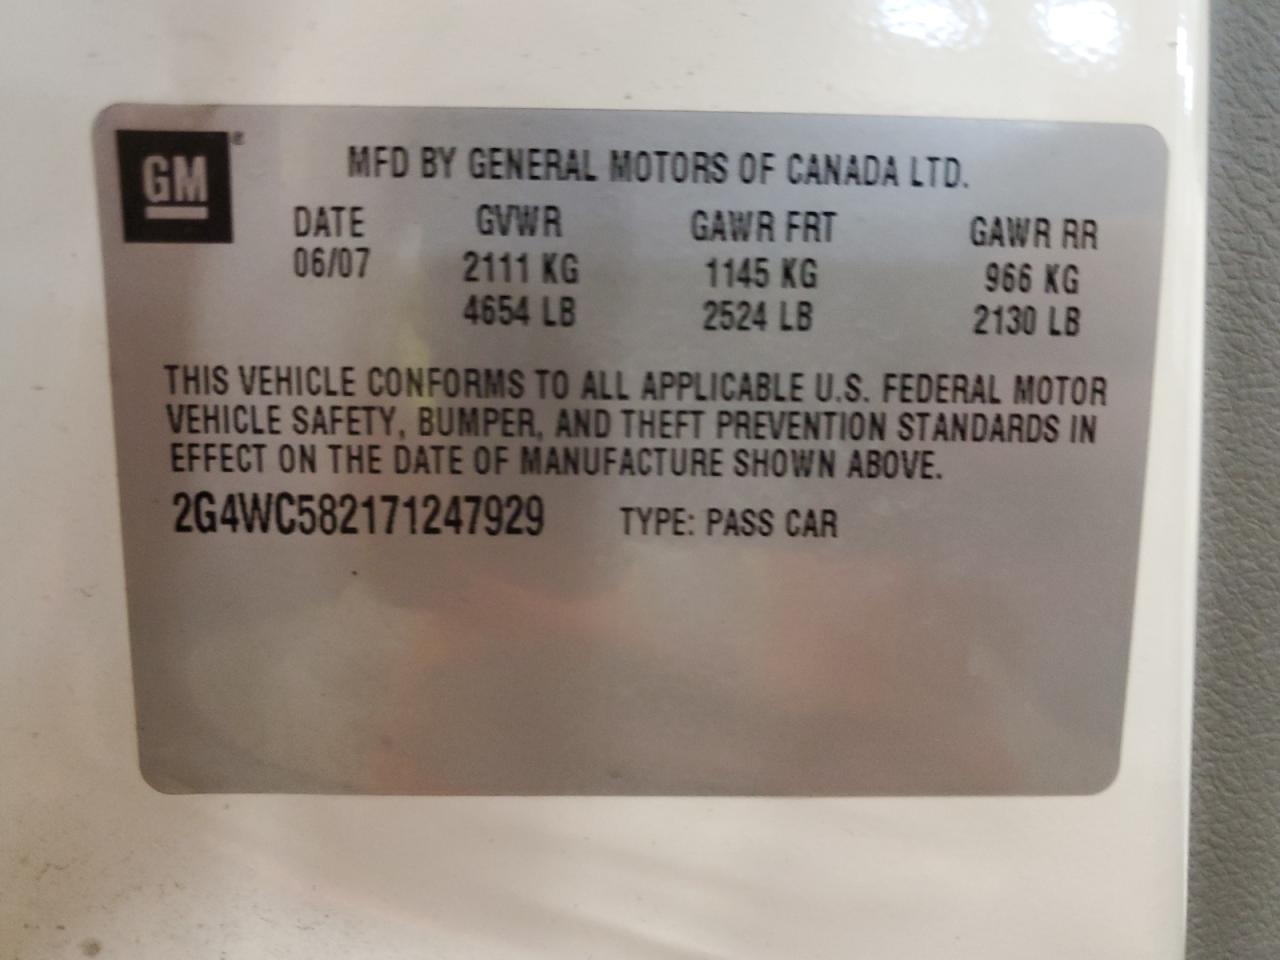 GM®
MFD BY GENERAL MOTORS OF CANADA LTD.
DATE GVWR GAWR FRT GAWR RR
06/07 2111 KG 1145 KG 966 KG
4654 LB 2524 LB 2130 LB
THIS VEHICLE CONFORMS TO ALL APPLICABLE U.S. FEDERAL MOTOR
VEHICLE SAFETY, BUMPER, AND THEFT PREVENTION STANDARDS IN
EFFECT ON THE DATE OF MANUFACTURE SHOWN ABOVE.
2G4WC582171247929 TYPE: PASS CAR